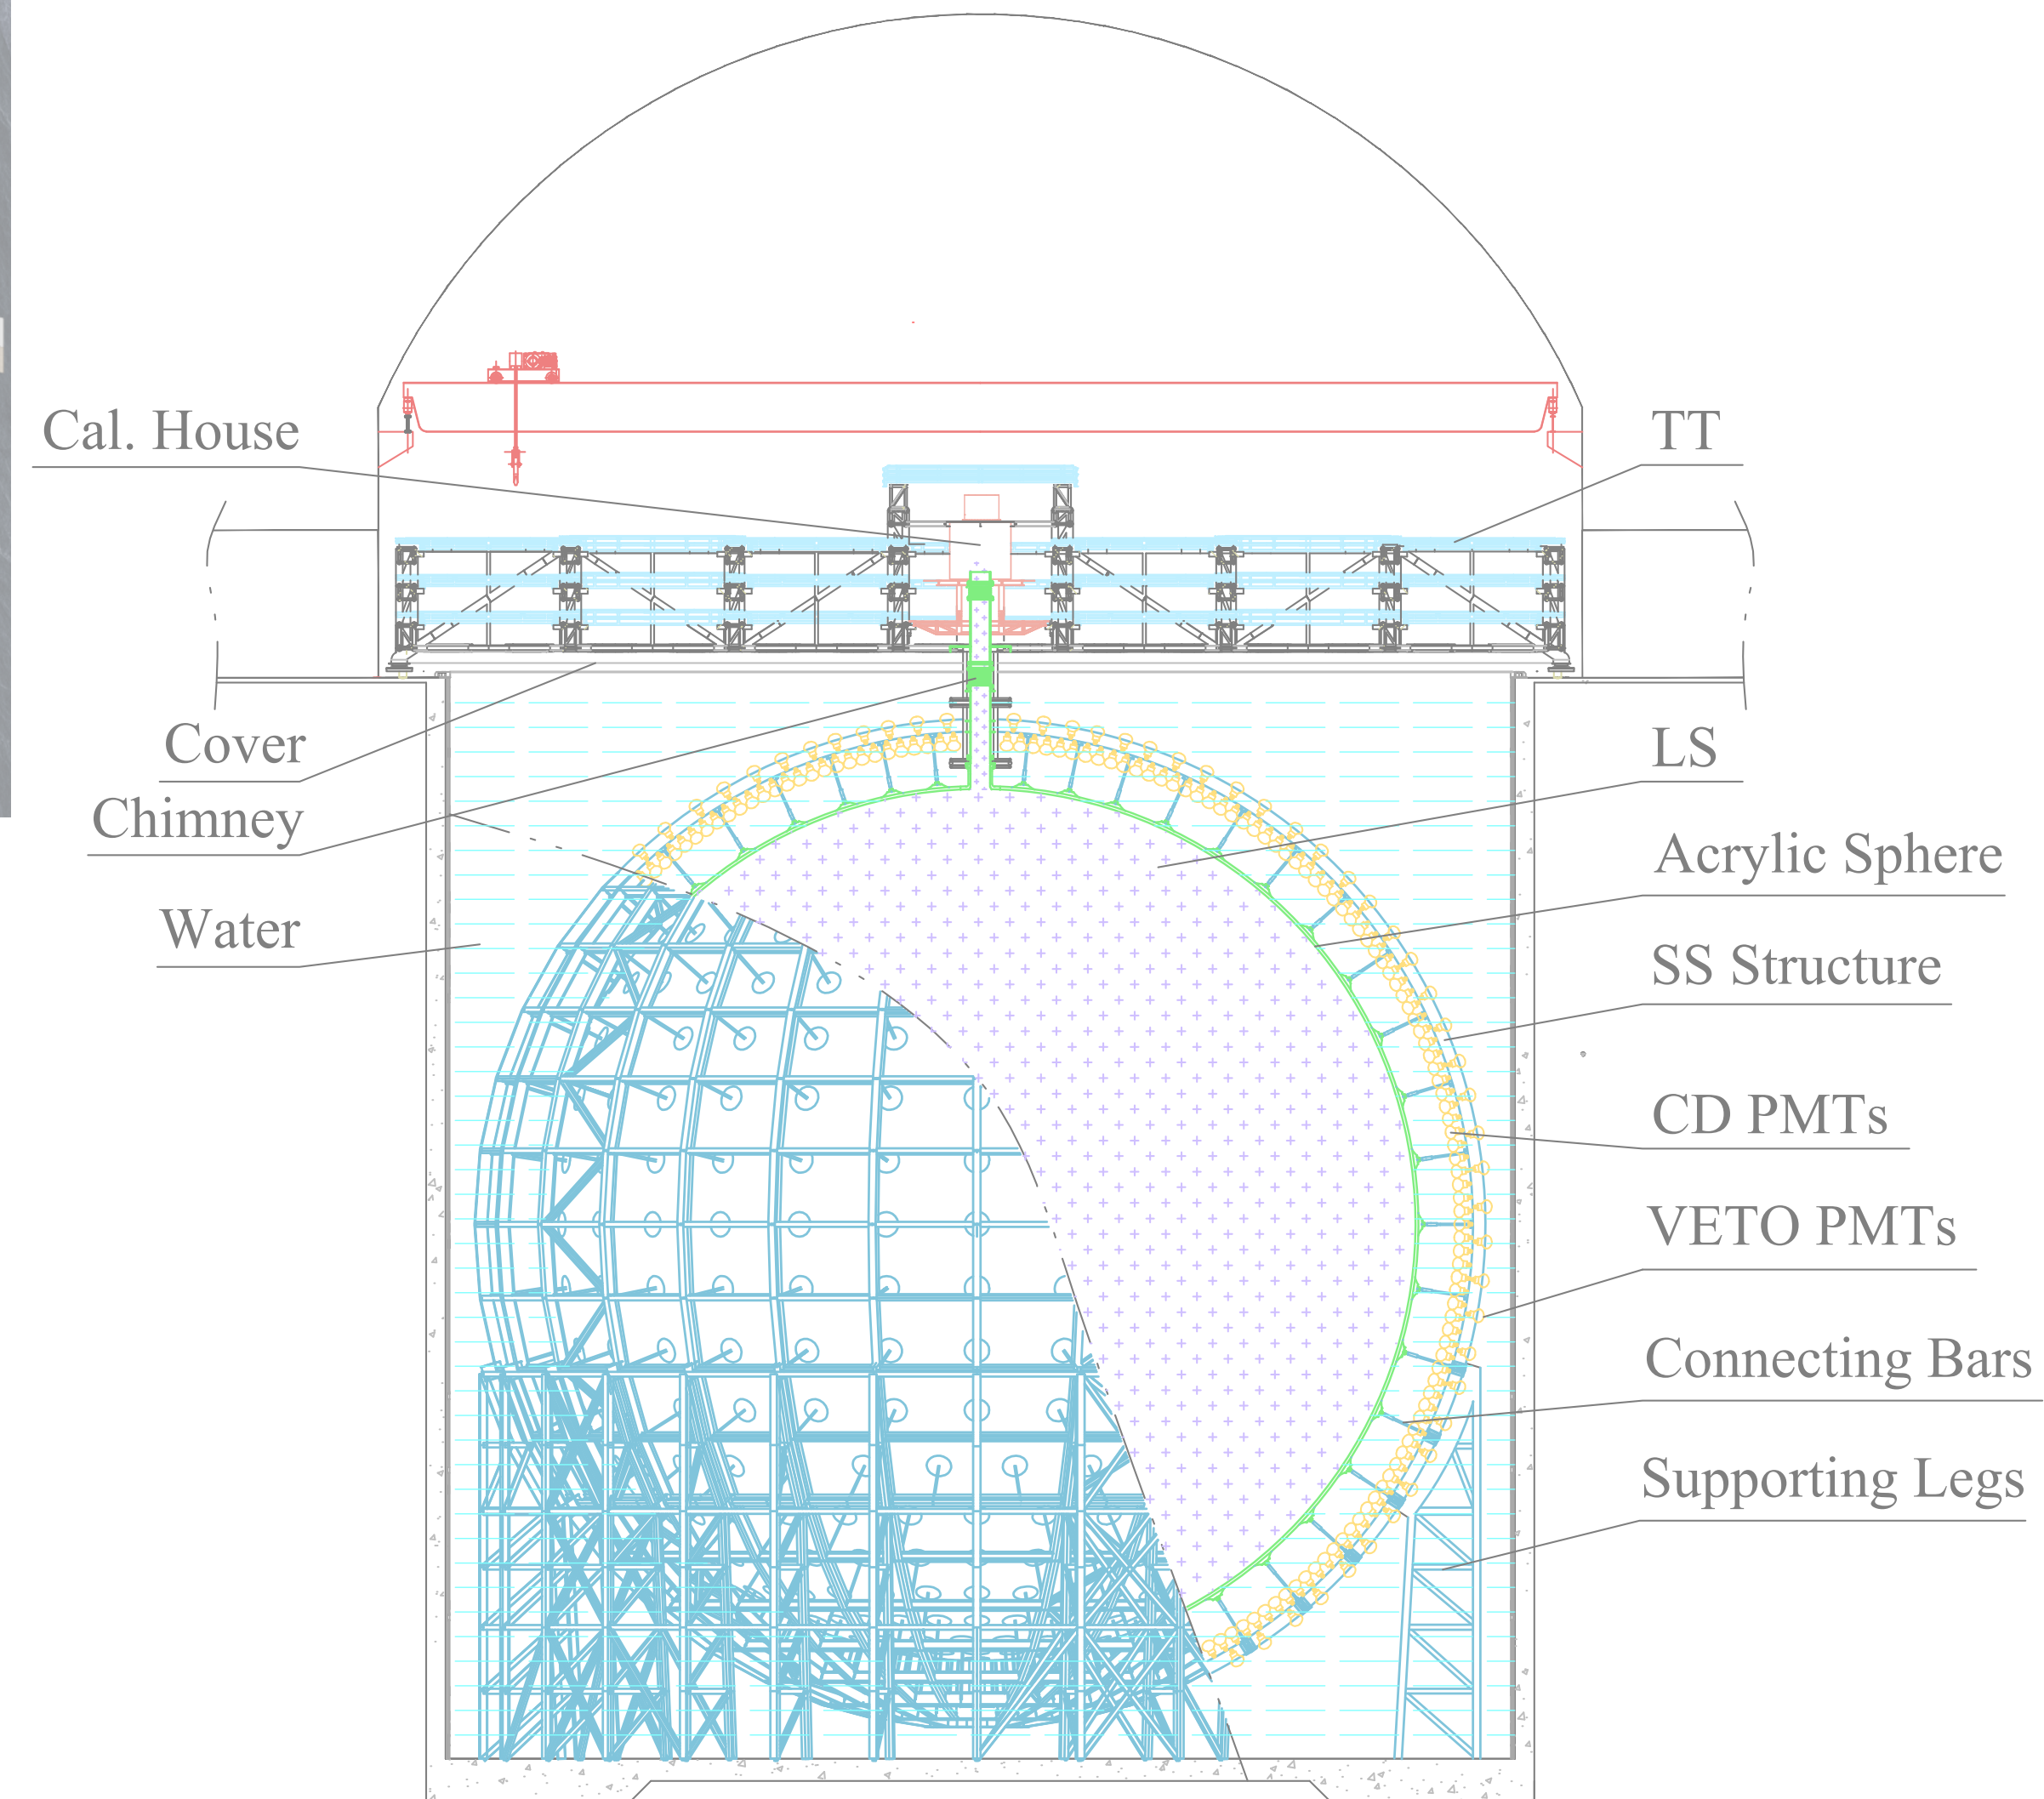 Cal. House
TT
Cover
LS
Chimney
Acrylic Sphere
Water
SS Structure
CD PMTs
VETO PMTs
Connecting Bars
Supporting Legs